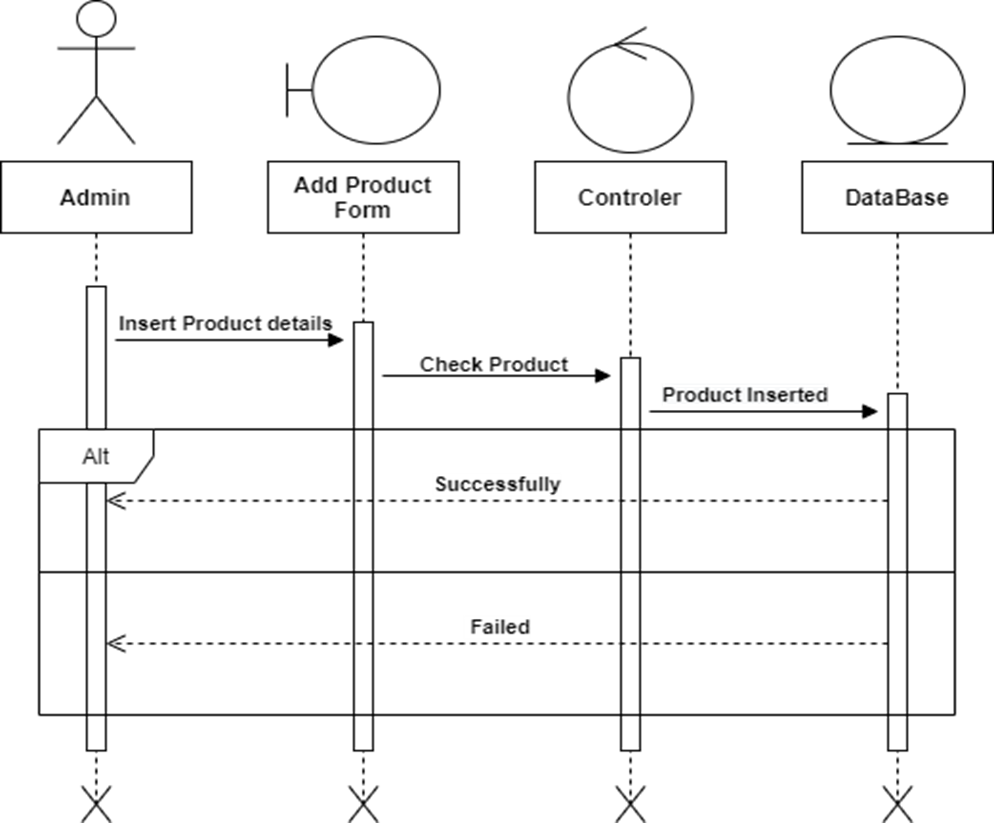 Admin
Add Product
Form
Controler
DataBase
Insert Product details
Check Product
Product Inserted
Alt
Successfully
Failed